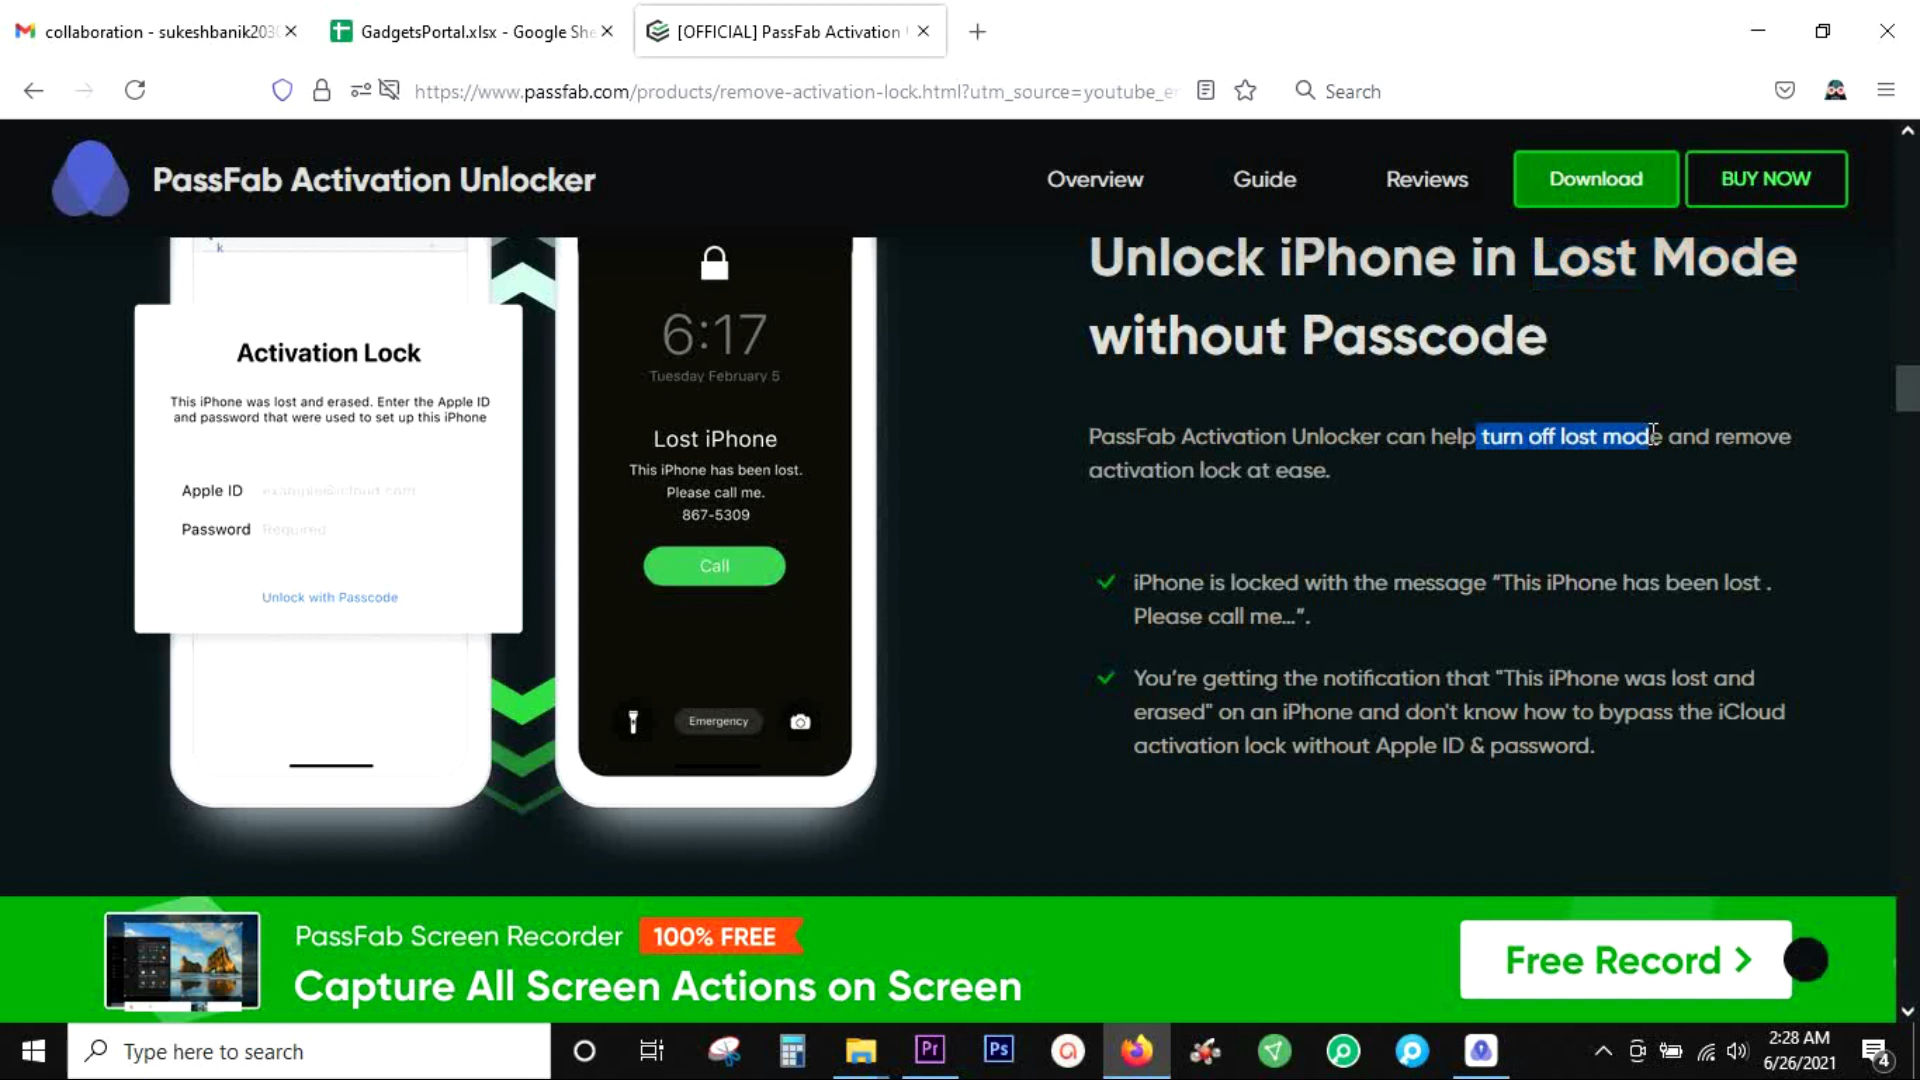 collaboration - sukeshbanik2030
GadgetsPortal.xlsx - Google She
[OFFICIAL] PassFab Activation
https://www.passfab.com/products/remove-activation-lock.html?utm_source=youtube_e
Search
PassFab Activation Unlocker
Overview
Guide
Reviews
Download
BUY NOW
k
Activation Lock
This iPhone was lost and erased. Enter the Apple ID
and password that were used to set up this iPhone
Apple ID example@icloud.com
Password Required
Unlock with Passcode
6:17
Tuesday February 5
Lost iPhone
This iPhone has been lost.
Please call me.
867-5309
Call
Emergency
Unlock iPhone in Lost Mode
without Passcode
PassFab Activation Unlocker can help turn off lost mode and remove
activation lock at ease.
iPhone is locked with the message “This iPhone has been lost .
Please call me...”.
You’re getting the notification that "This iPhone was lost and
erased" on an iPhone and don't know how to bypass the iCloud
activation lock without Apple ID & password.
PassFab Screen Recorder 100% FREE
Capture All Screen Actions on Screen
Free Record >
Type here to search
Pr
Ps
2:28 AM
6/26/2021
4